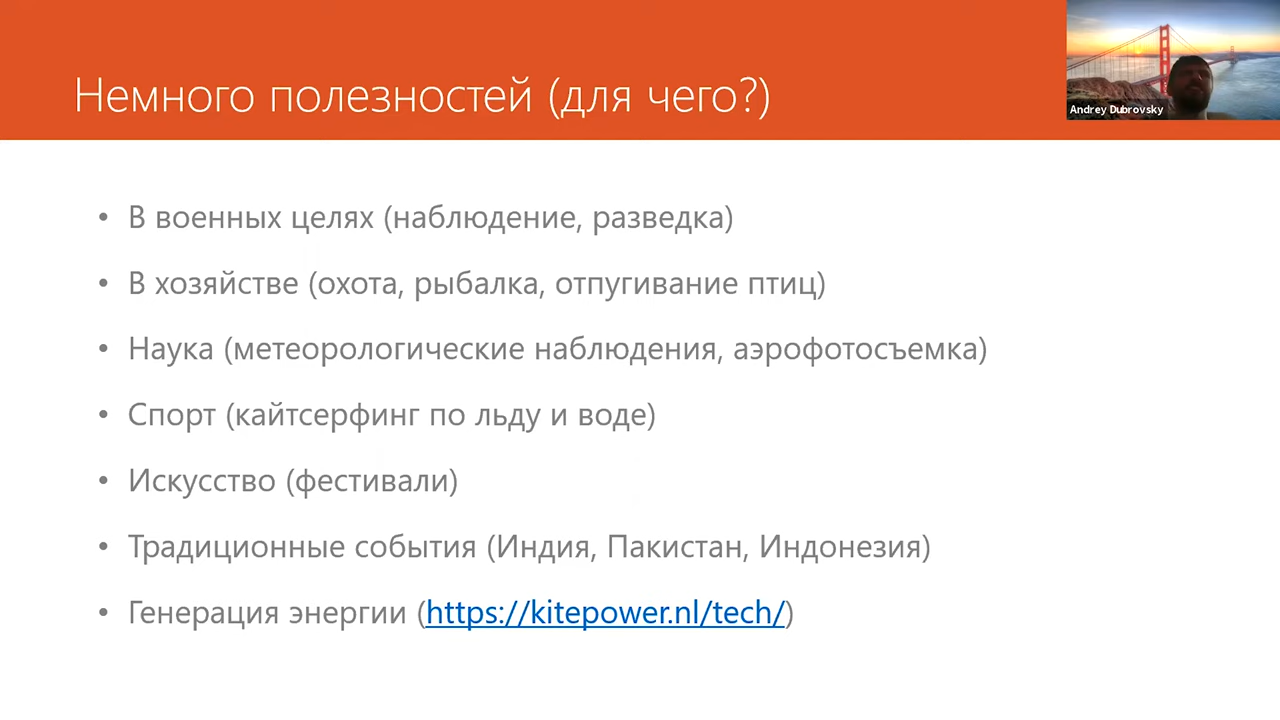 Немного полезностей (для чего?)
Andrey Dubrovsky
• В военных целях (наблюдение, разведка)
• В хозяйстве (охота, рыбалка, отпугивание птиц)
• Наука (метеорологические наблюдения, аэрофотосъемка)
• Спорт (кайтсерфинг по льду и воде)
• Искусство (фестивали)
• Традиционные события (Индия, Пакистан, Индонезия)
• Генерация энергии (https://kitepower.nl/tech/)